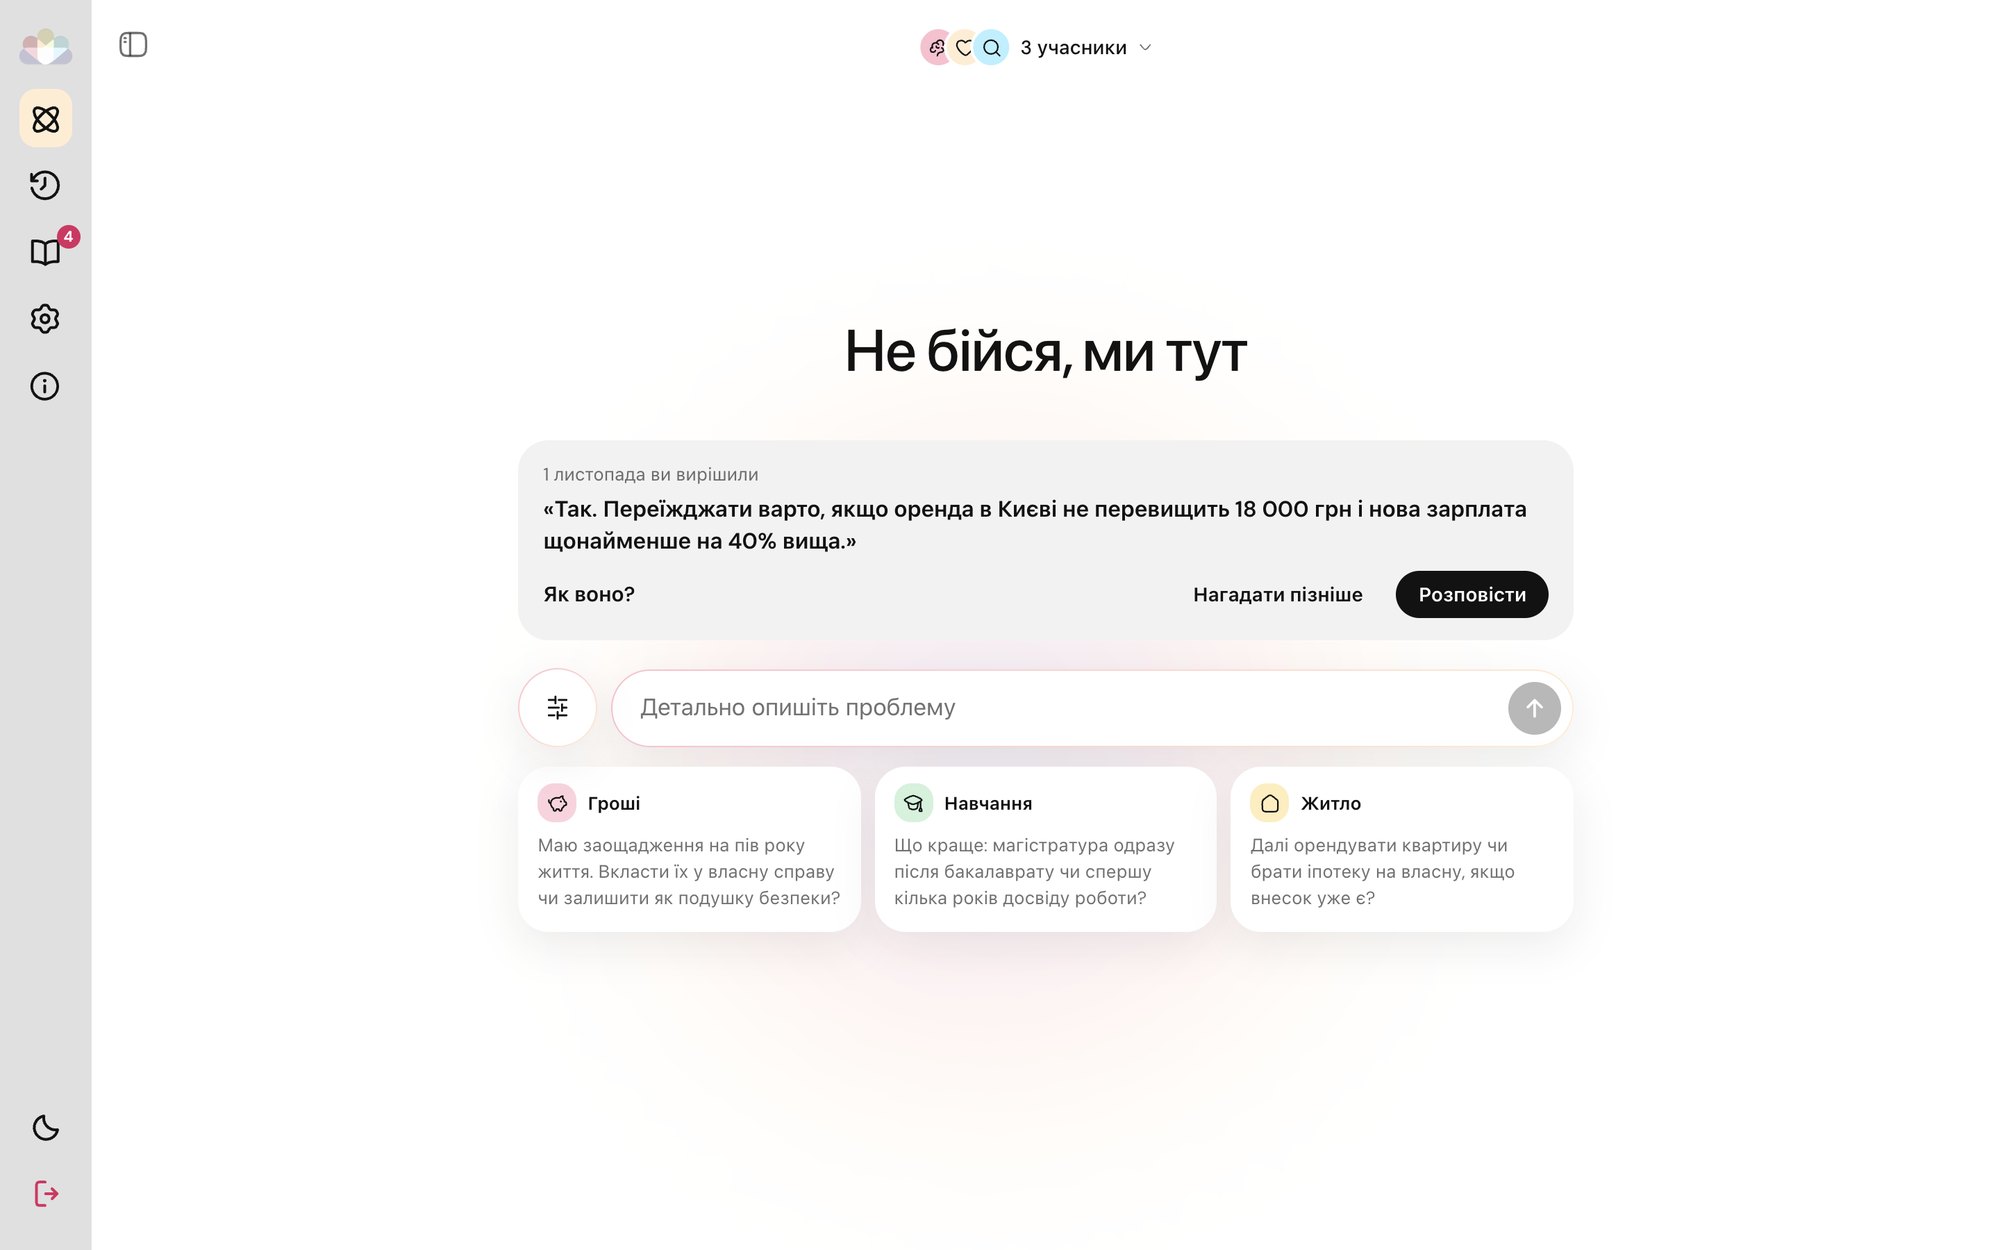 3 учасники
4
Не бійся, ми тут
1 листопада ви вирішили
«Так. Переїжджати варто, якщо оренда в Києві не перевищить 18 000 грн і нова зарплата
щонайменше на 40% вища.»
Як воно?
Нагадати пізніше
Розповісти
Детально опишіть проблему
Гроші
Маю заощадження на пів року
життя. Вкласти їх у власну справу
чи залишити як подушку безпеки?
Навчання
Що краще: магістратура одразу
після бакалаврату чи спершу
кілька років досвіду роботи?
Житло
Далі орендувати квартиру чи
брати іпотеку на власну, якщо
внесок уже є?